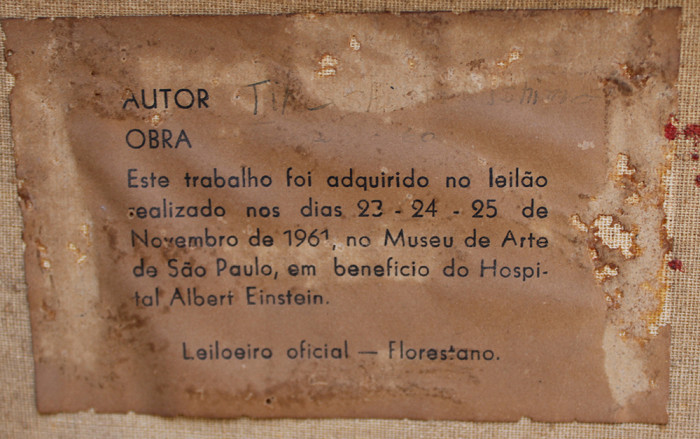 AUTOR
OBRA
Este trabalho foi adquirido no leilão
realizado nos dias 23 - 24 - 25 de
Novembro de 1961, no Museu de Arte
de São Paulo, em beneficio do Hospi-
tal Albert Einstein.
Leiloeiro oficial — Florestano.